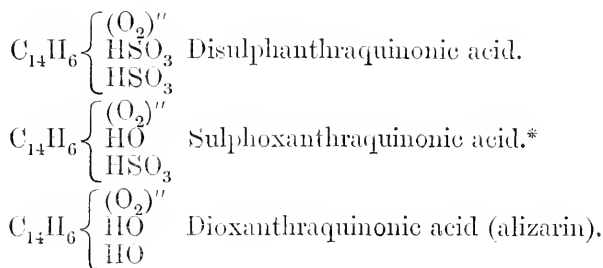 (O₂)″
C₁₄H₆ { HSO₃ Disulphanthraquinonic acid.
HSO₃
(O₂)″
C₁₄H₆ { HO Sulphoxanthraquinonic acid.*
HSO₃
(O₂)″
C₁₄H₆ { HO Dioxanthraquinonic acid (alizarin).
HO